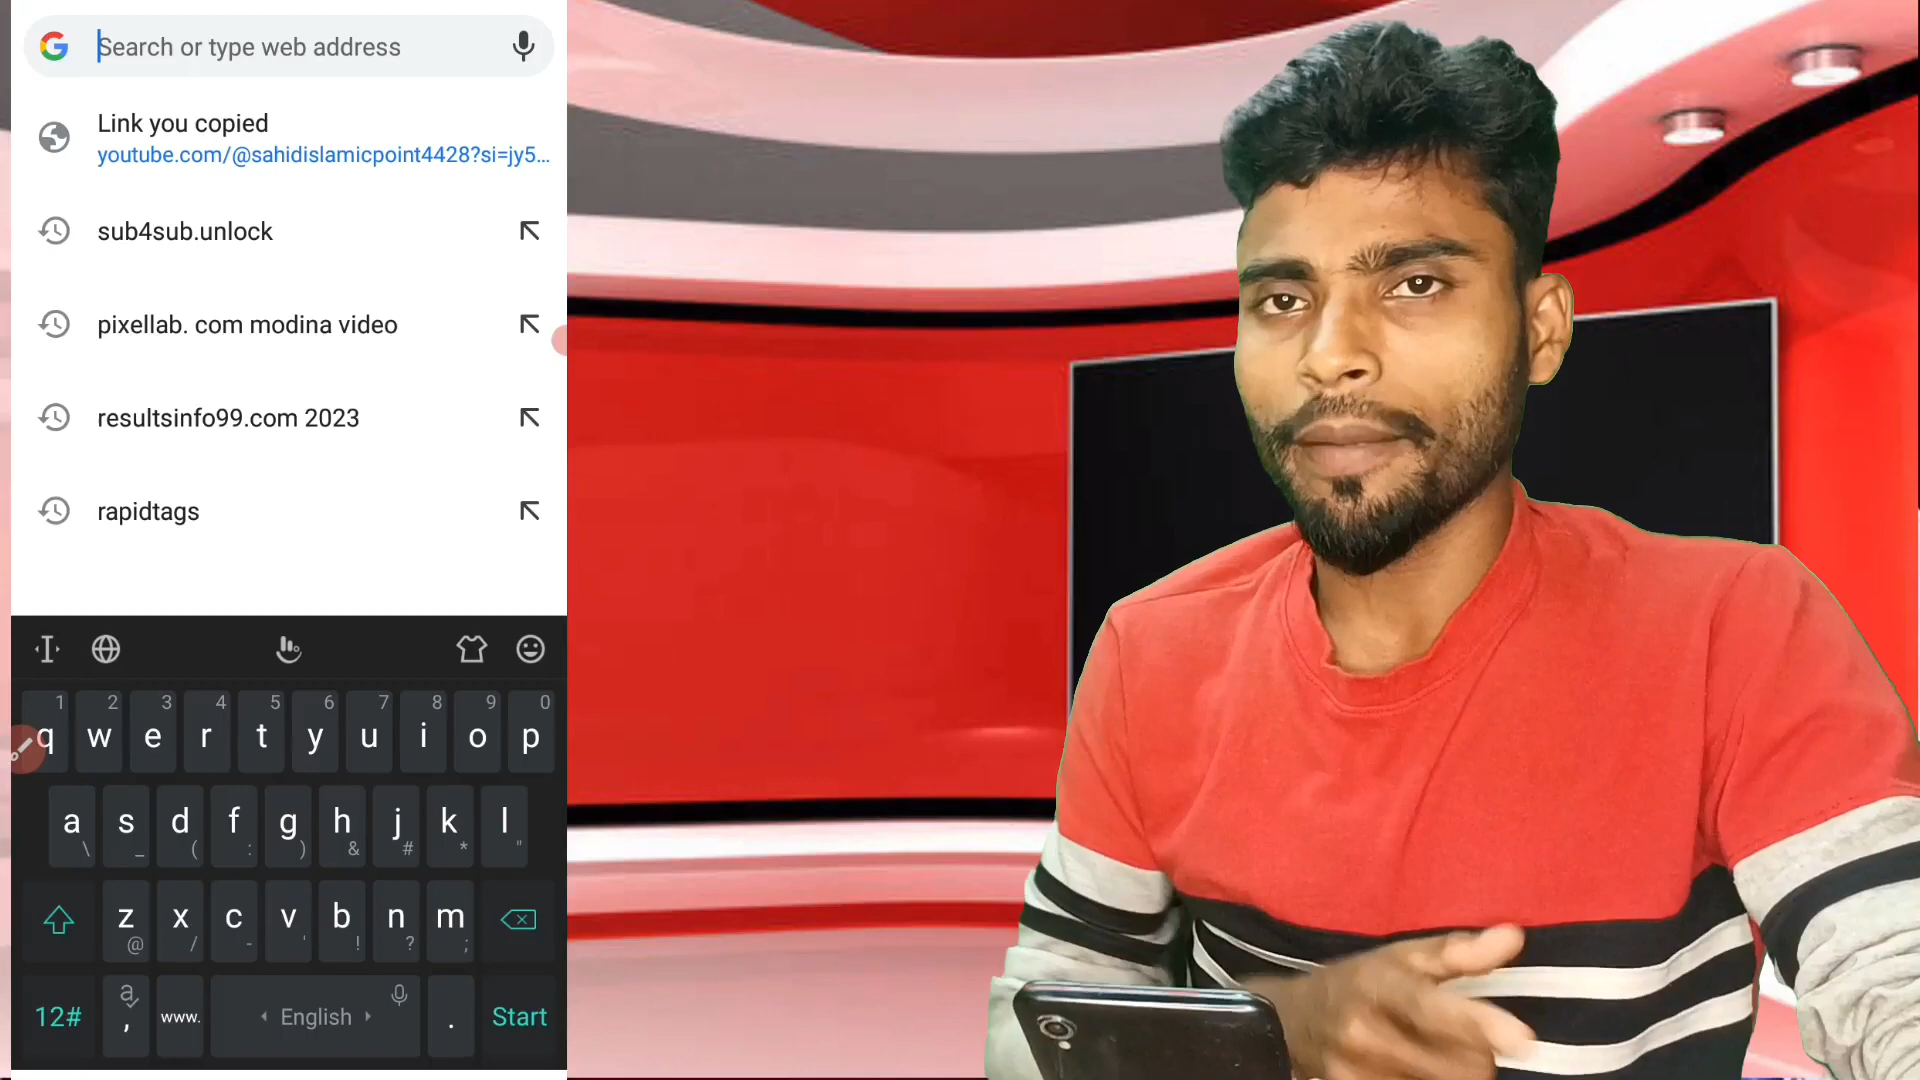 Search or type web address
Link you copied
youtube.com/@sahidislamicpoint4428?si=jy5...
sub4sub.unlock
pixellab. com modina video
resultsinfo99.com 2023
rapidtags
1 2 3 4 5 6 7 8 9 0
q w e r t y u i o p
a s d f g h j k l
\ _ ( : ) & # * "
z x c v b n m
@ / - ' ! ? ;
12# a , www. English . Start